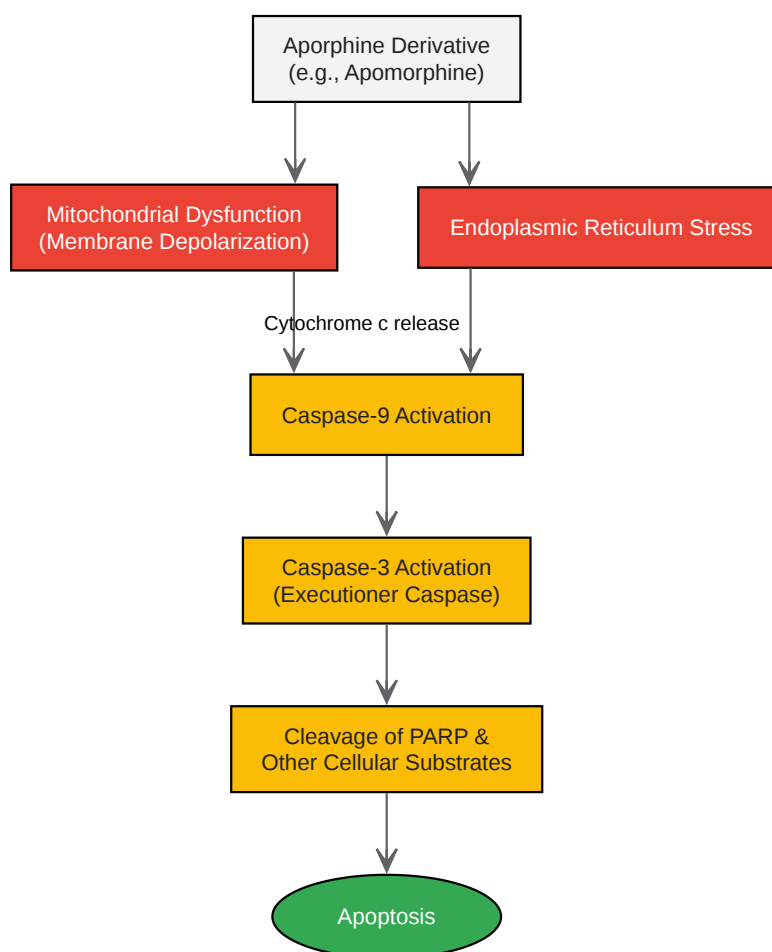 Aporphine Derivative
(e.g., Apomorphine)
Mitochondrial Dysfunction
(Membrane Depolarization)
Endoplasmic Reticulum Stress
Cytochrome c release
Caspase-9 Activation
Caspase-3 Activation
(Executioner Caspase)
Cleavage of PARP &
Other Cellular Substrates
Apoptosis